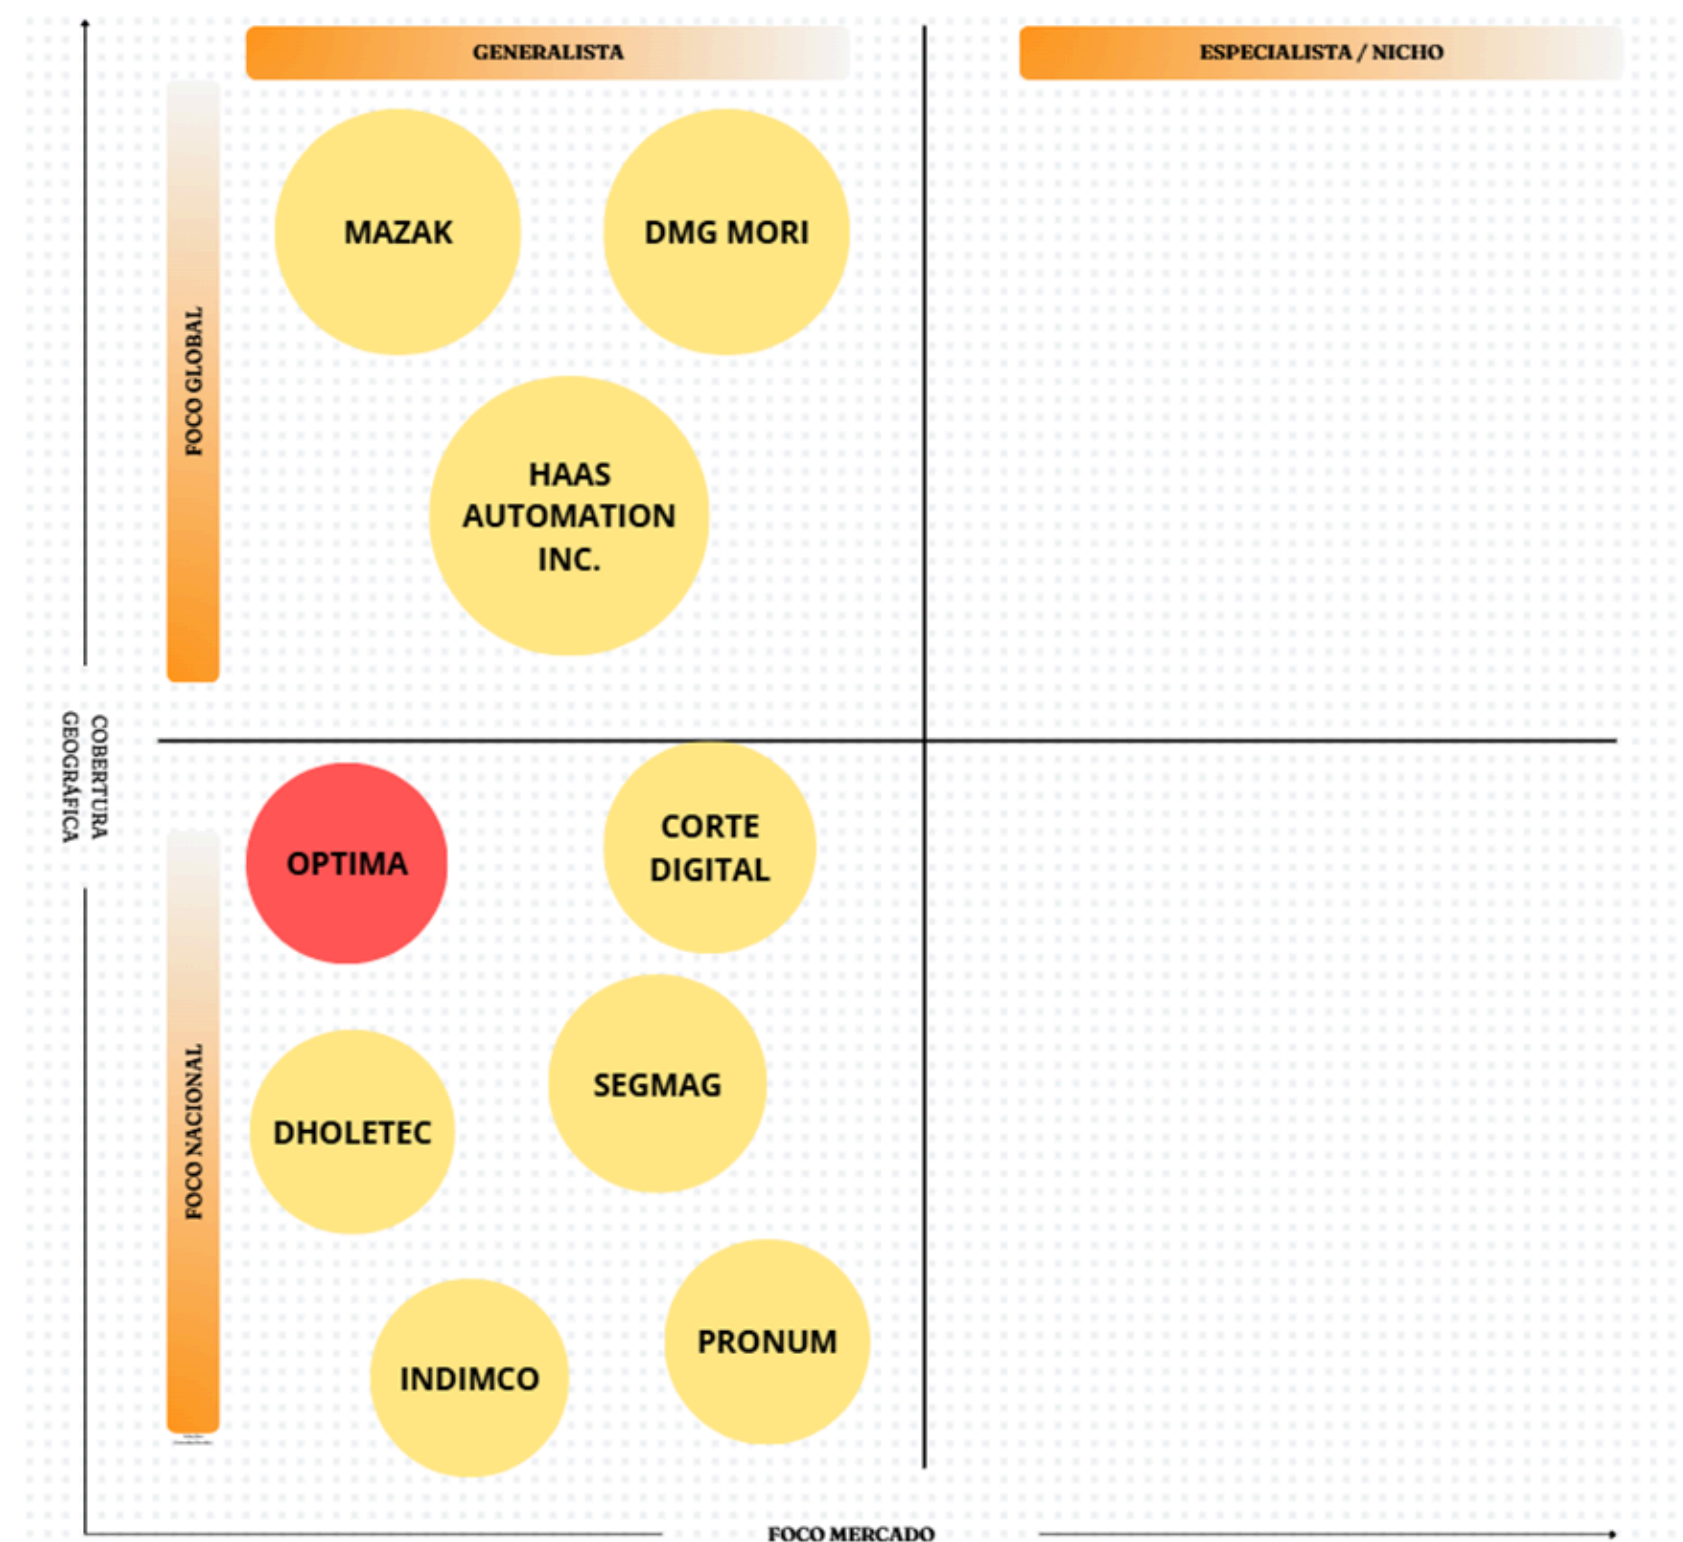 GENERALISTA
ESPECIALISTA / NICHO
FOCO GLOBAL
MAZAK
DMG MORI
HAAS
AUTOMATION
INC.
COBERTURA
GEOGRÁFICA
FOCO NACIONAL
OPTIMA
CORTE
DIGITAL
SEGMAG
DHOLETEC
PRONUM
INDIMCO
FOCO MERCADO